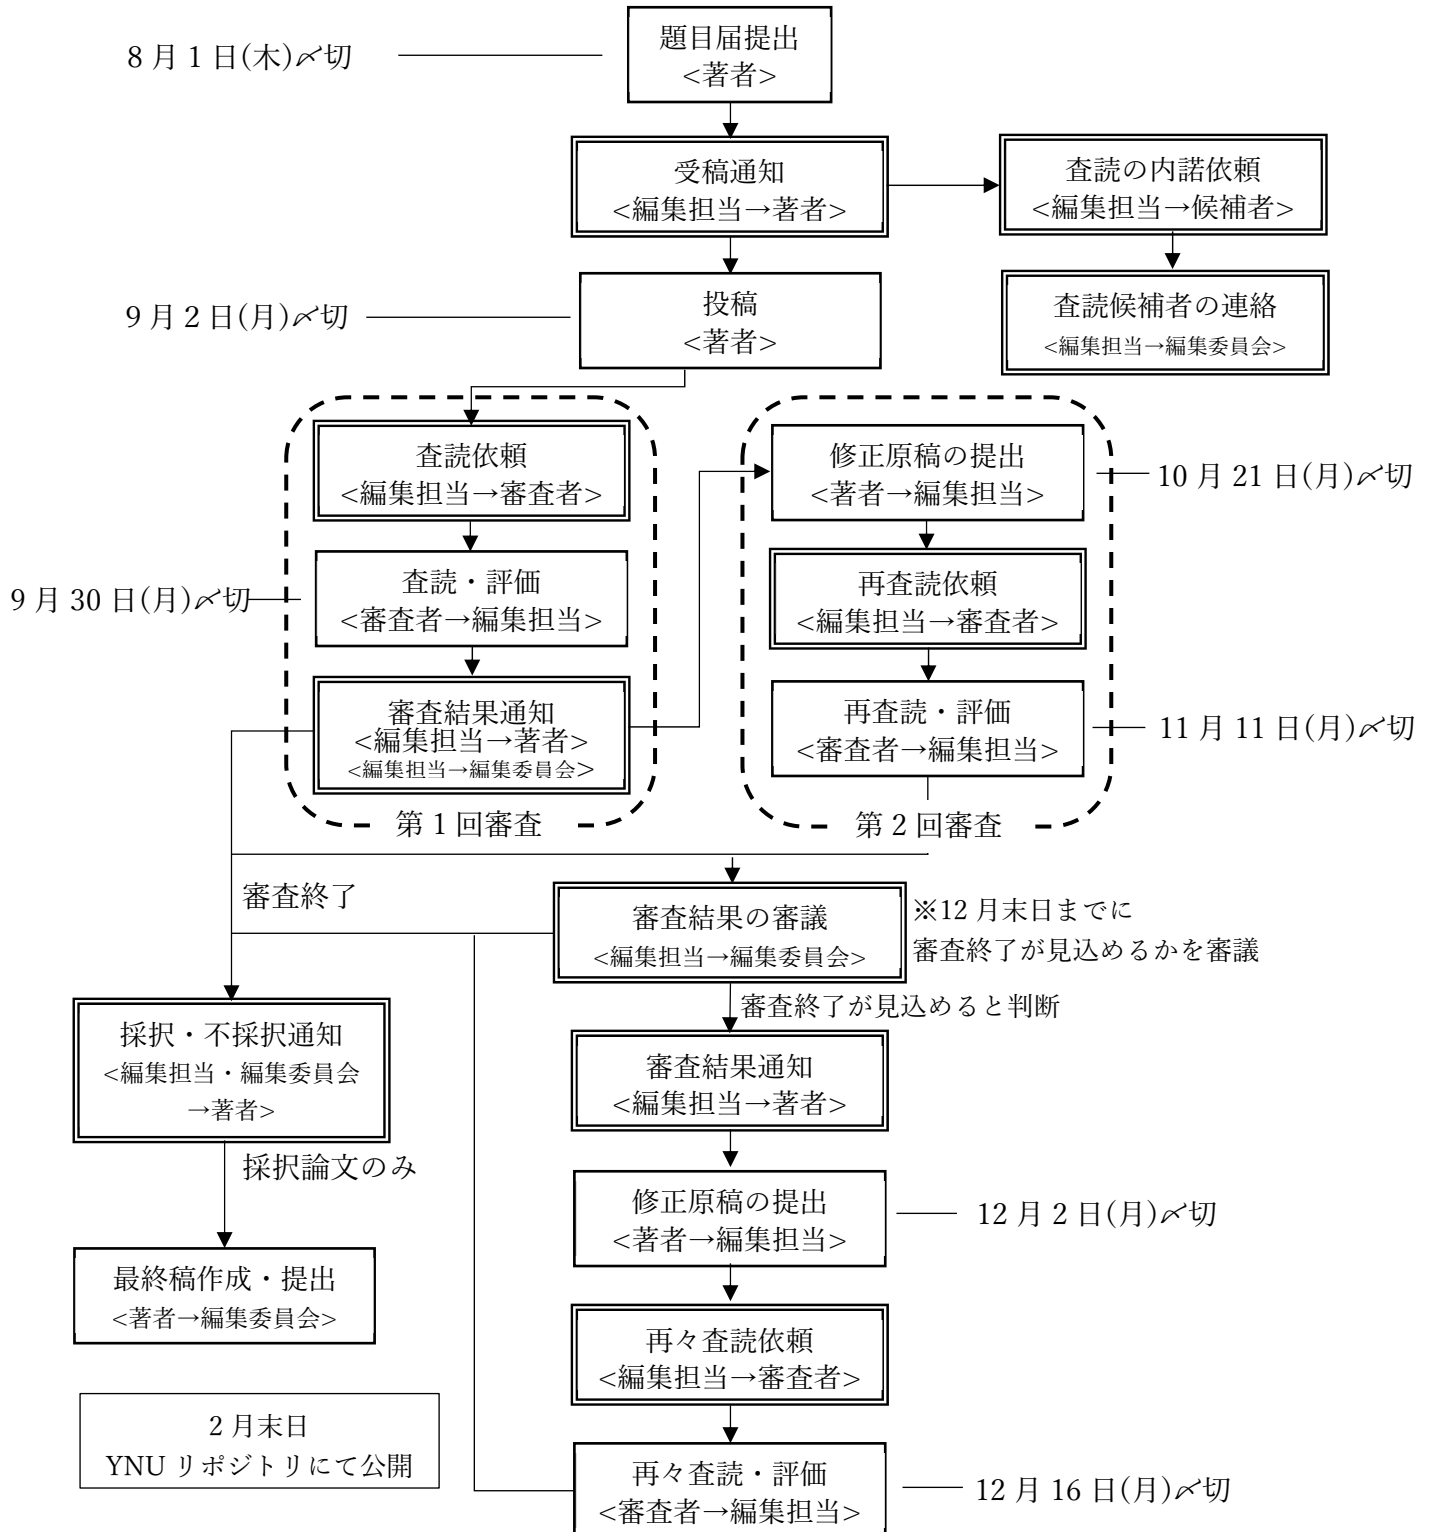 題目届提出
<著者>
8月1日(木)〆切
受稿通知
<編集担当→著者>
査読の内諾依頼
<編集担当→候補者>
投稿
<著者>
9月2日(月)〆切
査読候補者の連絡
<編集担当→編集委員会>
査読依頼
<編集担当→審査者>
査読・評価
<審査者→編集担当>
9月30日(月)〆切
審査結果通知
<編集担当→著者>
<編集担当→編集委員会>
第1回審査
修正原稿の提出
<著者→編集担当>
10月21日(月)〆切
再査読依頼
<編集担当→審査者>
再査読・評価
<審査者→編集担当>
11月11日(月)〆切
第2回審査
審査終了
審査結果の審議
<編集担当→編集委員会>
※12月末日までに
審査終了が見込めるかを審議
審査終了が見込めると判断
採択・不採択通知
<編集担当・編集委員会
→著者>
採択論文のみ
最終稿作成・提出
<著者→編集委員会>
審査結果通知
<編集担当→著者>
修正原稿の提出
<著者→編集担当>
12月2日(月)〆切
再々査読依頼
<編集担当→審査者>
再々査読・評価
<審査者→編集担当>
12月16日(月)〆切
2月末日
YNUリポジトリにて公開